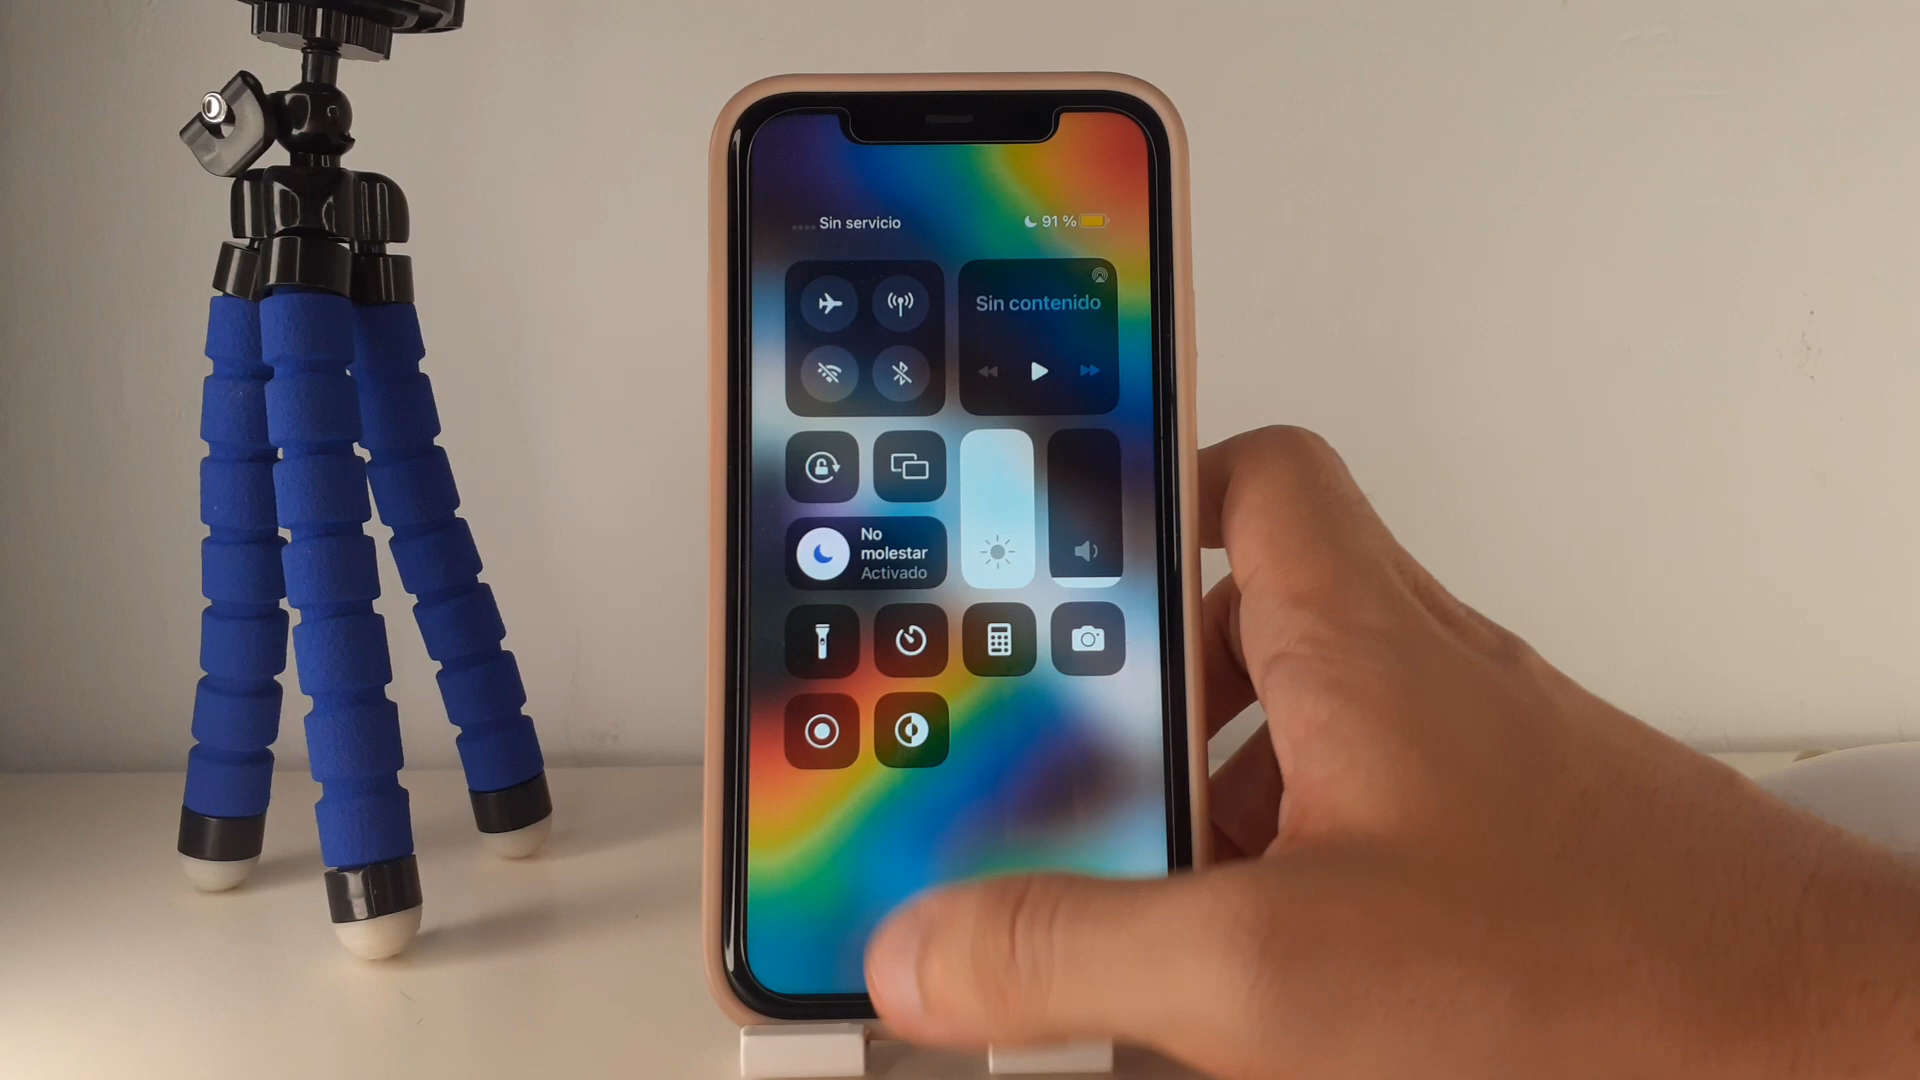 Sin servicio
91 %
Sin contenido
No
molestar
Activado